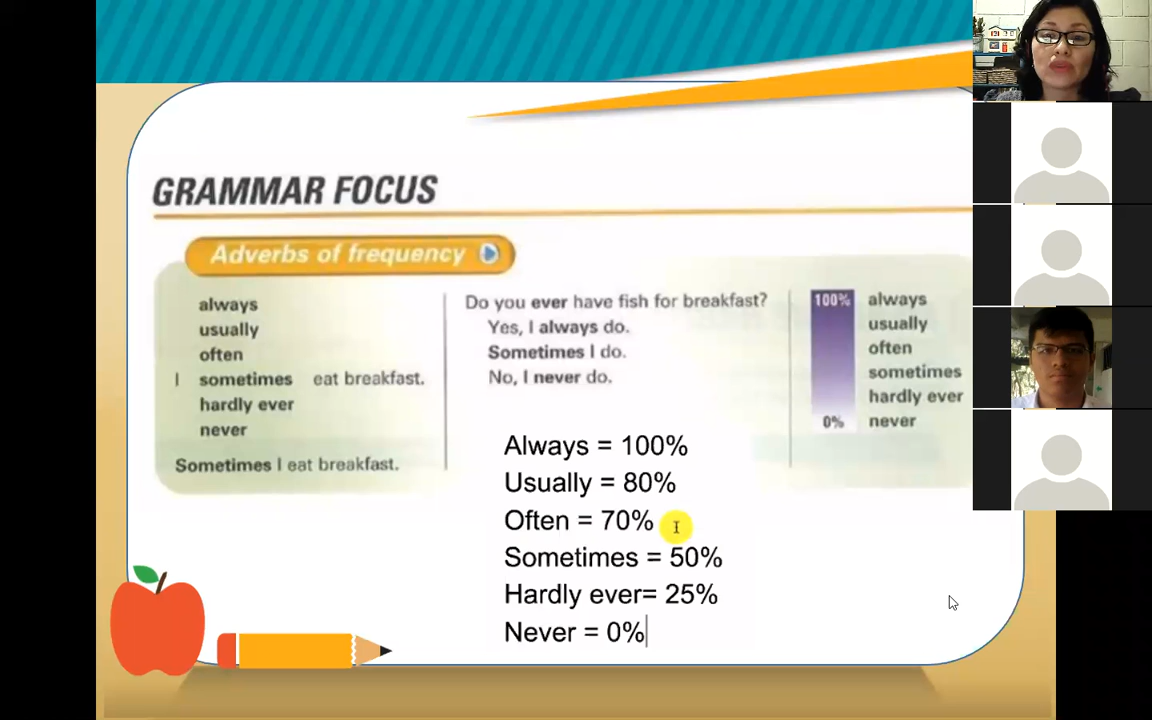 GRAMMAR FOCUS
Adverbs of frequency
always
usually
often
I sometimes eat breakfast.
hardly ever
never
Sometimes I eat breakfast.
Do you ever have fish for breakfast?
Yes, I always do.
Sometimes I do.
No, I never do.
100% always
usually
often
sometimes
hardly ever
0% never
Always = 100%
Usually = 80%
Often = 70%
Sometimes = 50%
Hardly ever= 25%
Never = 0%